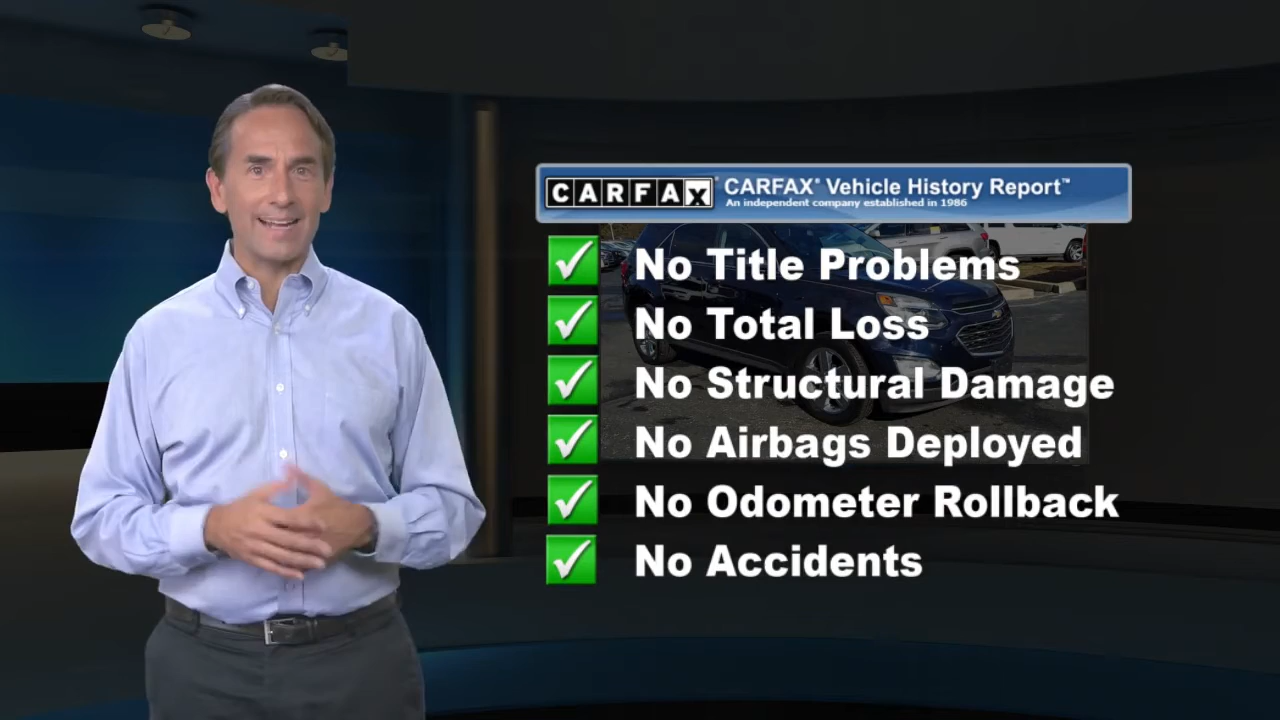 CARFAX
CARFAX® Vehicle History Report™
An independent company established in 1986
No Title Problems
No Total Loss
No Structural Damage
No Airbags Deployed
No Odometer Rollback
No Accidents